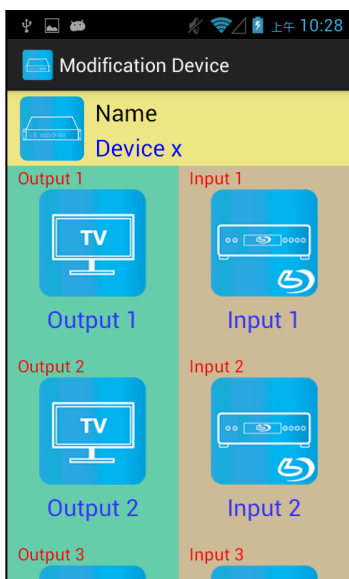 上午 10:28
Modification Device
Name
Device x
Output 1
Input 1
TV
Output 1
Input 1
Output 2
Input 2
TV
Output 2
Input 2
Output 3
Input 3